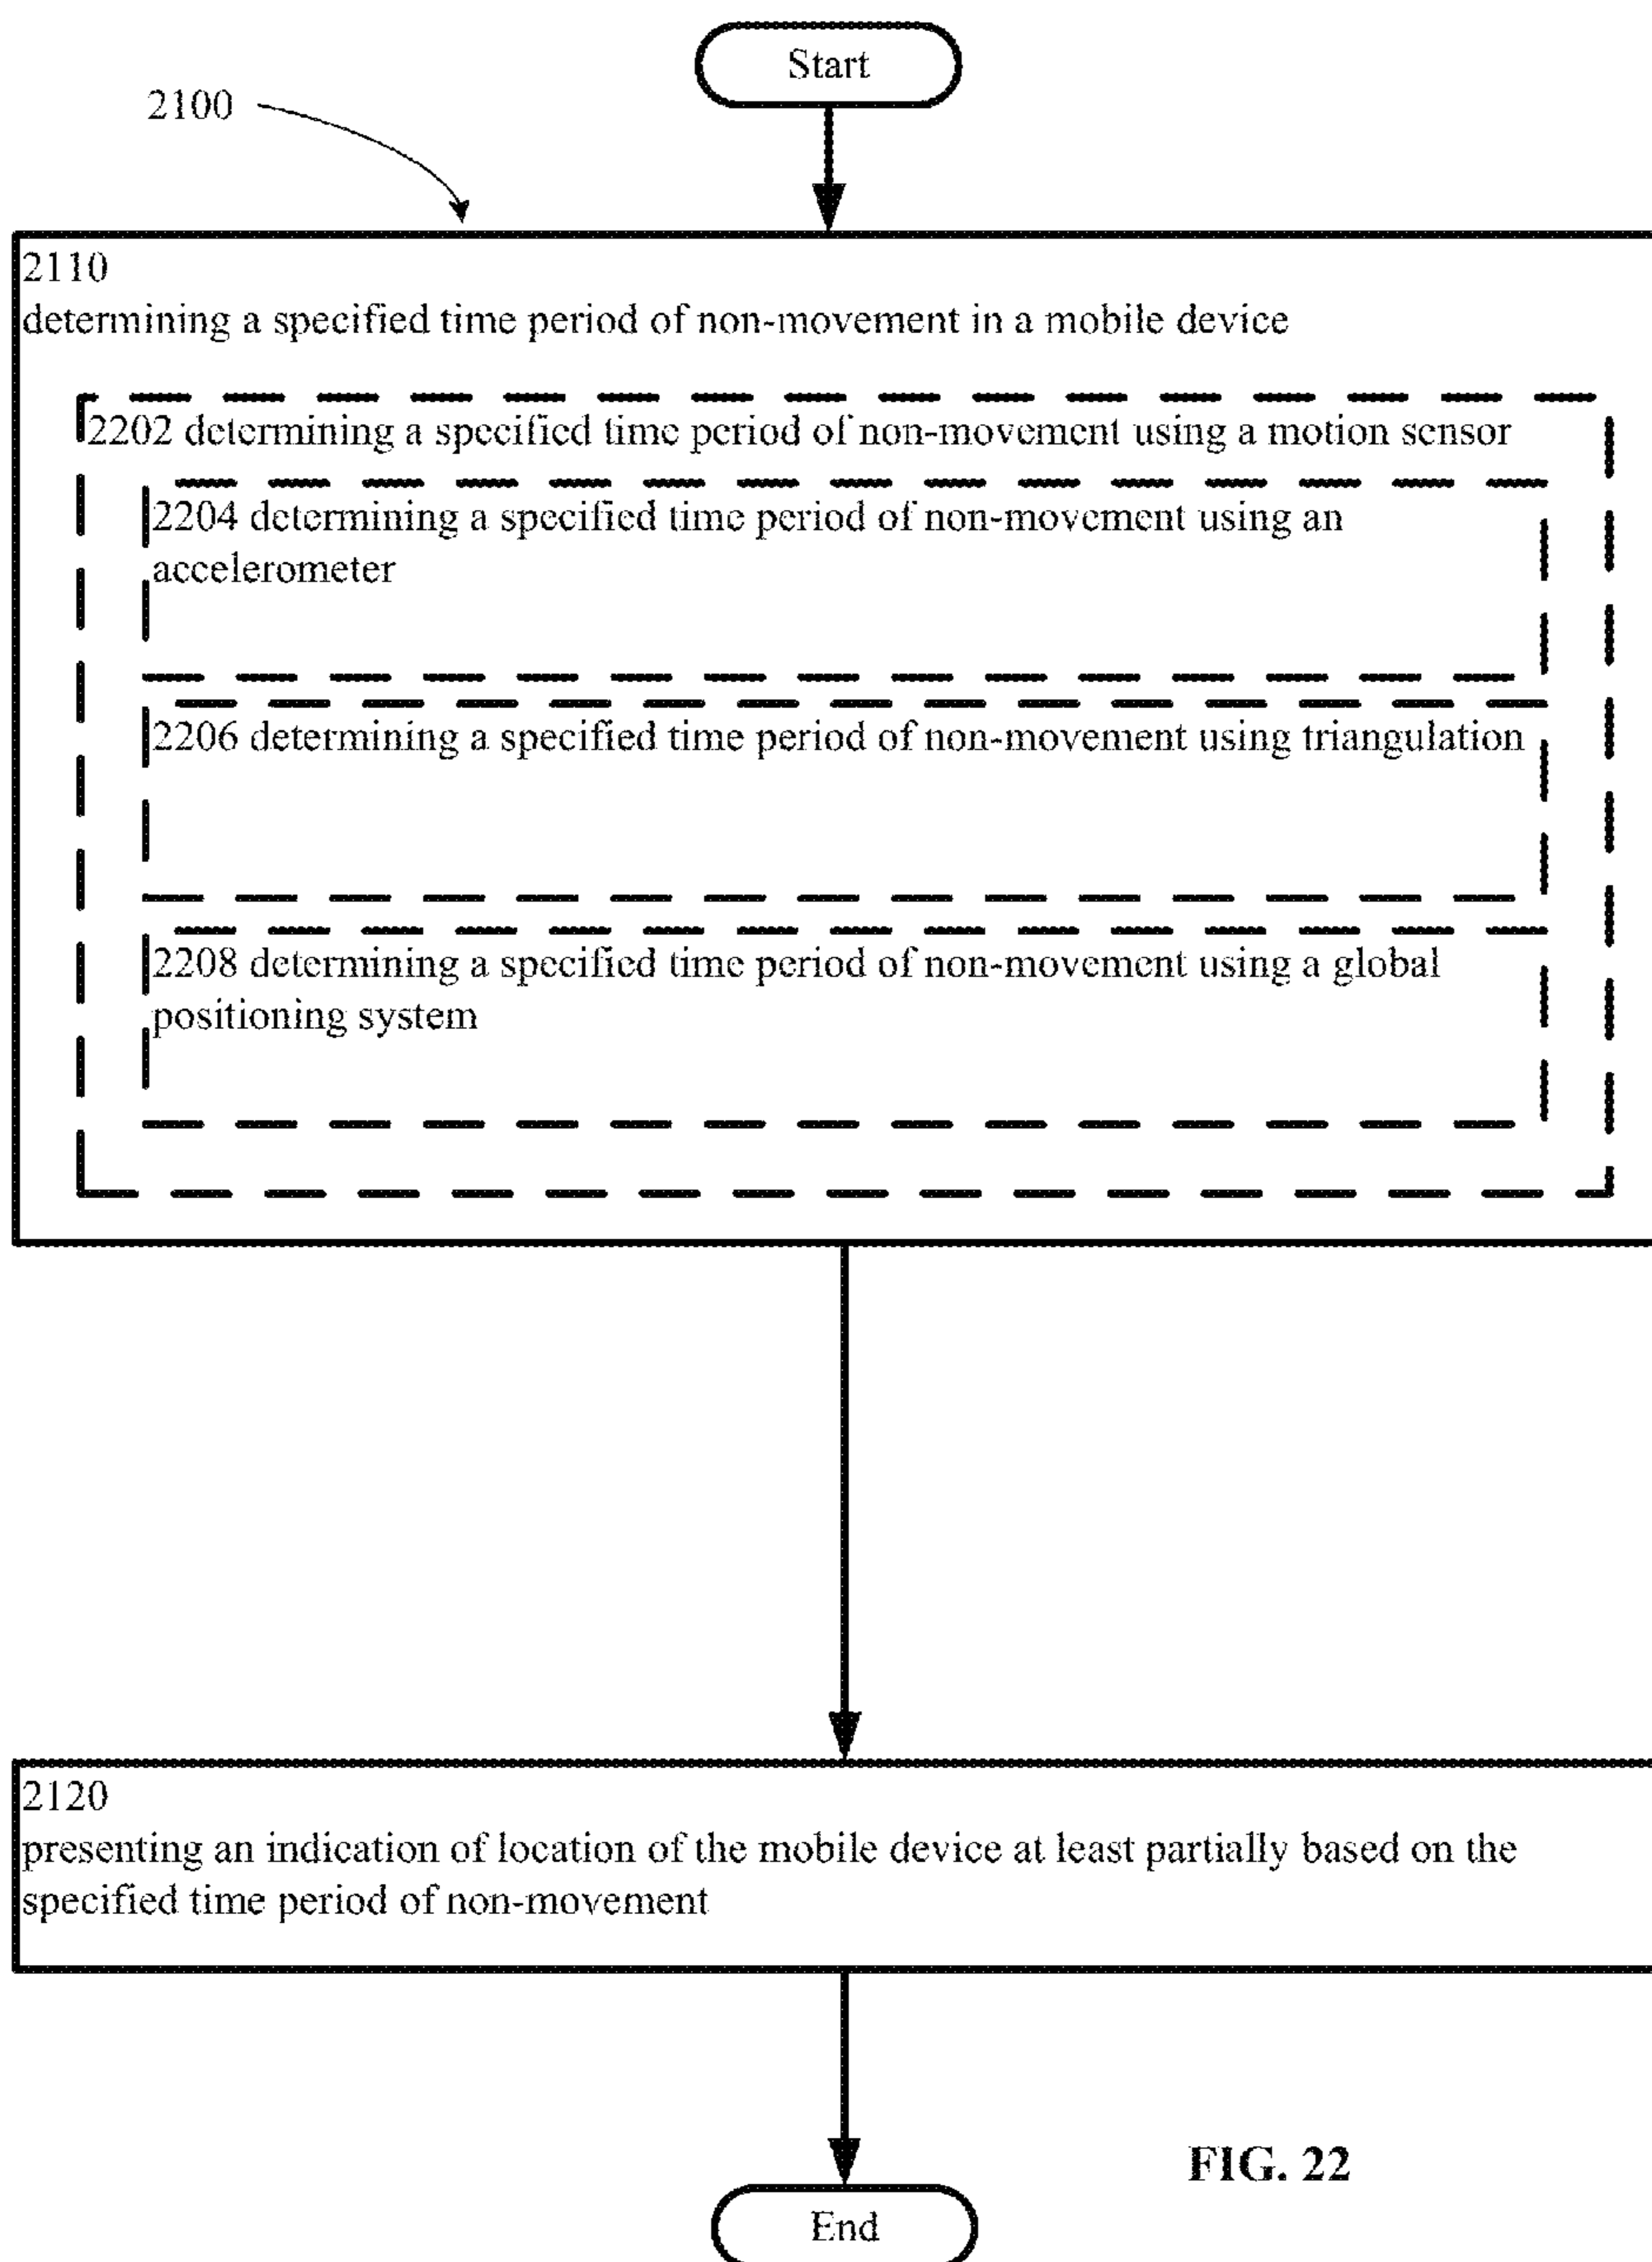 Start
2100
2110
determining a specified time period of non-movement in a mobile device
2202 determining a specified time period of non-movement using a motion sensor
2204 determining a specified time period of non-movement using an
accelerometer
2206 determining a specified time period of non-movement using triangulation
2208 determining a specified time period of non-movement using a global
positioning system
2120
presenting an indication of location of the mobile device at least partially based on the
specified time period of non-movement
FIG. 22
End